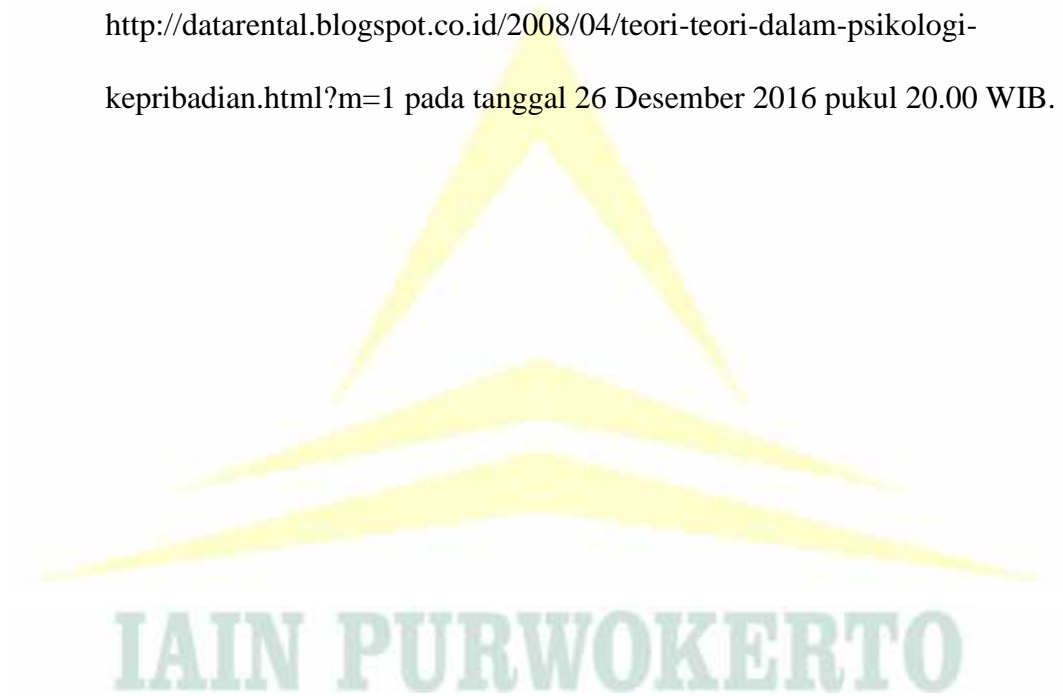 http://datarental.blogspot.co.id/2008/04/teori-teori-dalam-psikologi-
kepribadian.html?m=1 pada tanggal 26 Desember 2016 pukul 20.00 WIB.
IAIN PURWOKERTO